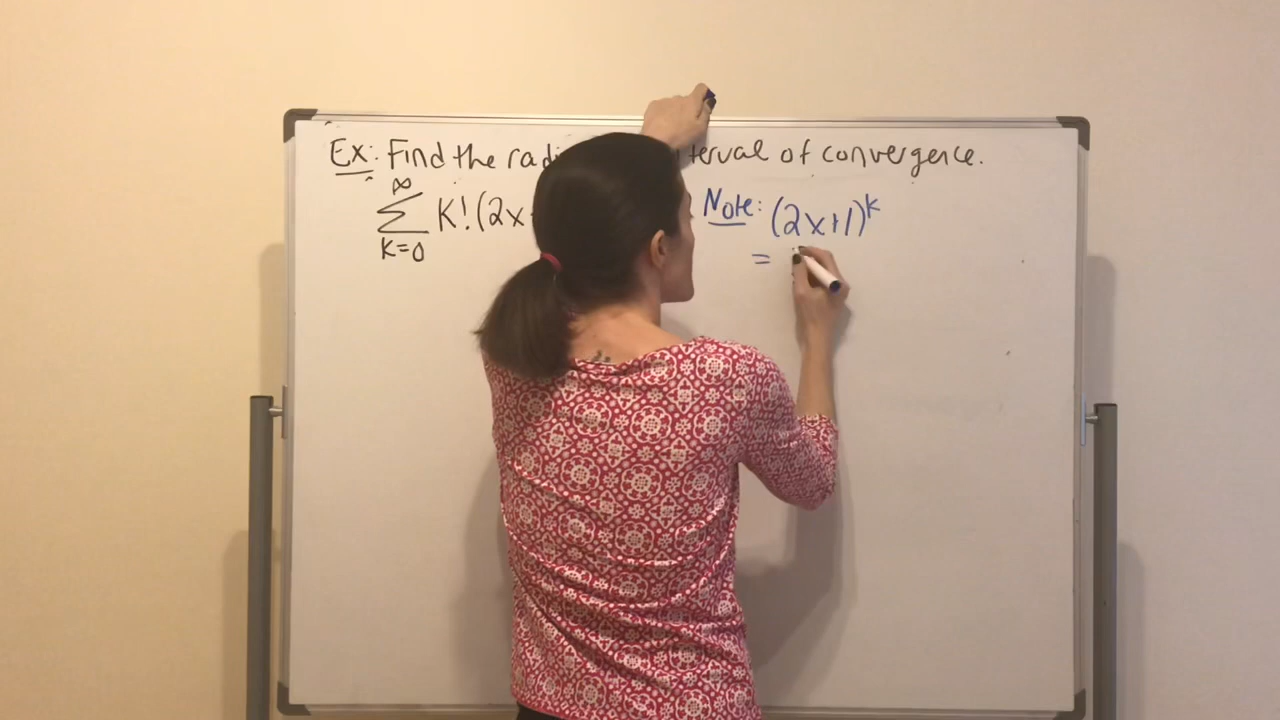 Ex: Find the radi terval of convergence.
∞
Σ K!(2x
K=0
Note: (2x+1)^k
=